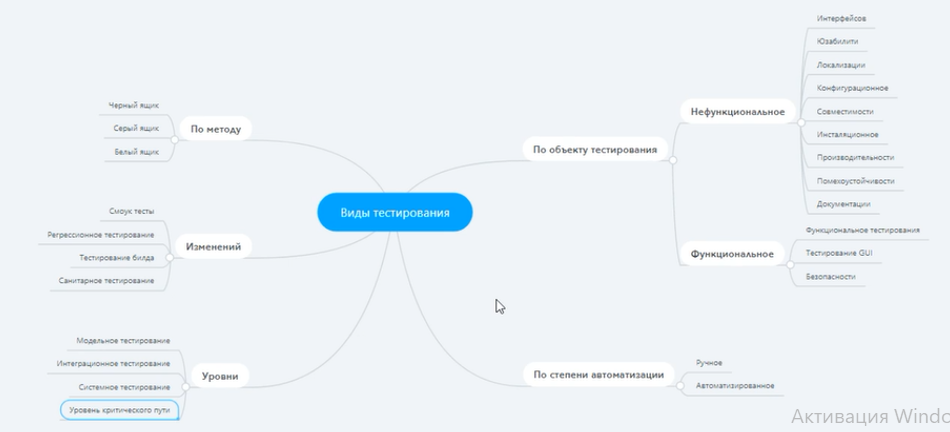 Виды тестирования
По методу
Черный ящик
Серый ящик
Белый ящик
Изменений
Смоук тесты
Регрессионное тестирование
Тестирование билда
Санитарное тестирование
Уровни
Модельное тестирование
Интеграционное тестирование
Системное тестирование
Уровень критического пути
По объекту тестирования
Нефункциональное
Интерфейсов
Юзабилити
Локализации
Конфигурационное
Совместимости
Инсталяционное
Производительности
Помехоустойчивости
Документации
Функциональное
Функциональное тестирования
Тестирование GUI
Безопасности
По степени автоматизации
Ручное
Автоматизированное
Активация Windo